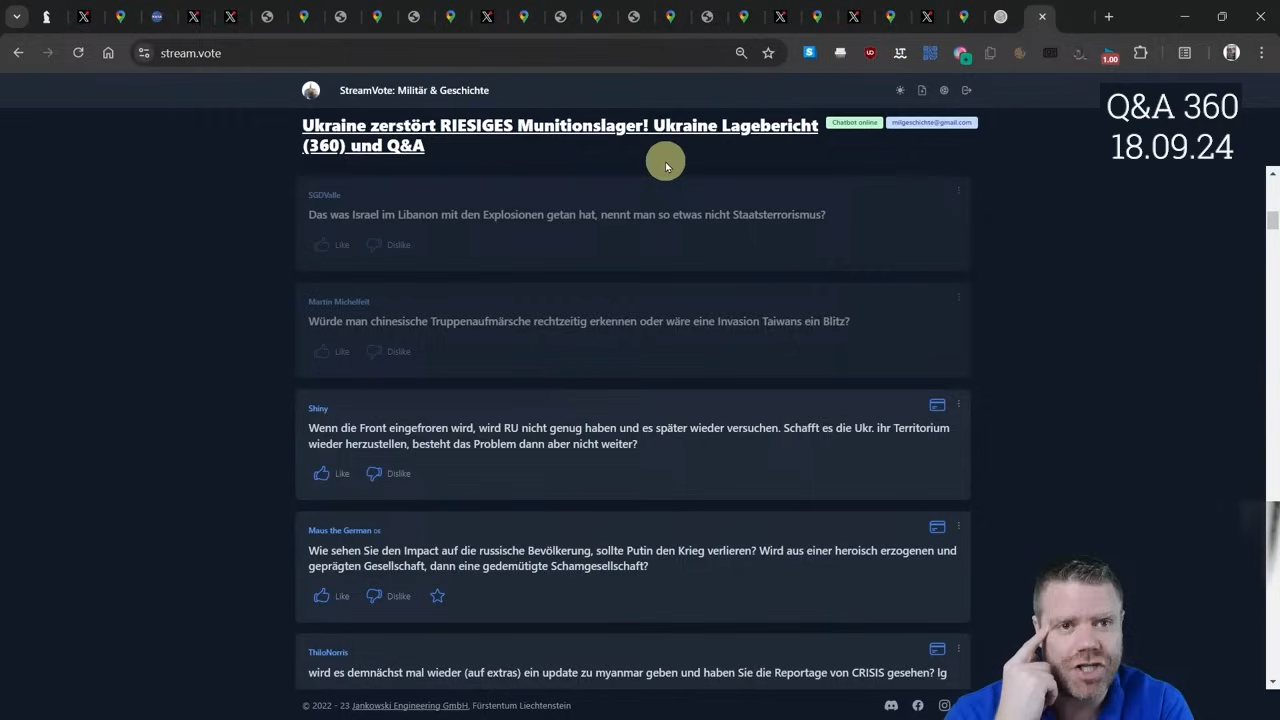 stream.vote
1.00
StreamVote: Militär & Geschichte
Q&A 360
18.09.24
Ukraine zerstört RIESIGES Munitionslager! Ukraine Lagebericht
(360) und Q&A
Chatbot online
milgeschichte@gmail.com
SGDValle
Das was Israel im Libanon mit den Explosionen getan hat, nennt man so etwas nicht Staatsterrorismus?
Like Dislike
Martin Michelfeit
Würde man chinesische Truppenaufmärsche rechtzeitig erkennen oder wäre eine Invasion Taiwans ein Blitz?
Like Dislike
Shiny
Wenn die Front eingefroren wird, wird RU nicht genug haben und es später wieder versuchen. Schafft es die Ukr. ihr Territorium
wieder herzustellen, besteht das Problem dann aber nicht weiter?
Like Dislike
Maus the German DE
Wie sehen Sie den Impact auf die russische Bevölkerung, sollte Putin den Krieg verlieren? Wird aus einer heroisch erzogenen und
geprägten Gesellschaft, dann eine gedemütigte Schamgesellschaft?
Like Dislike
ThiloNorris
wird es demnächst mal wieder (auf extras) ein update zu myanmar geben und haben Sie die Reportage von CRISIS gesehen? lg
© 2022 - 23 Jankowski Engineering GmbH, Fürstentum Liechtenstein